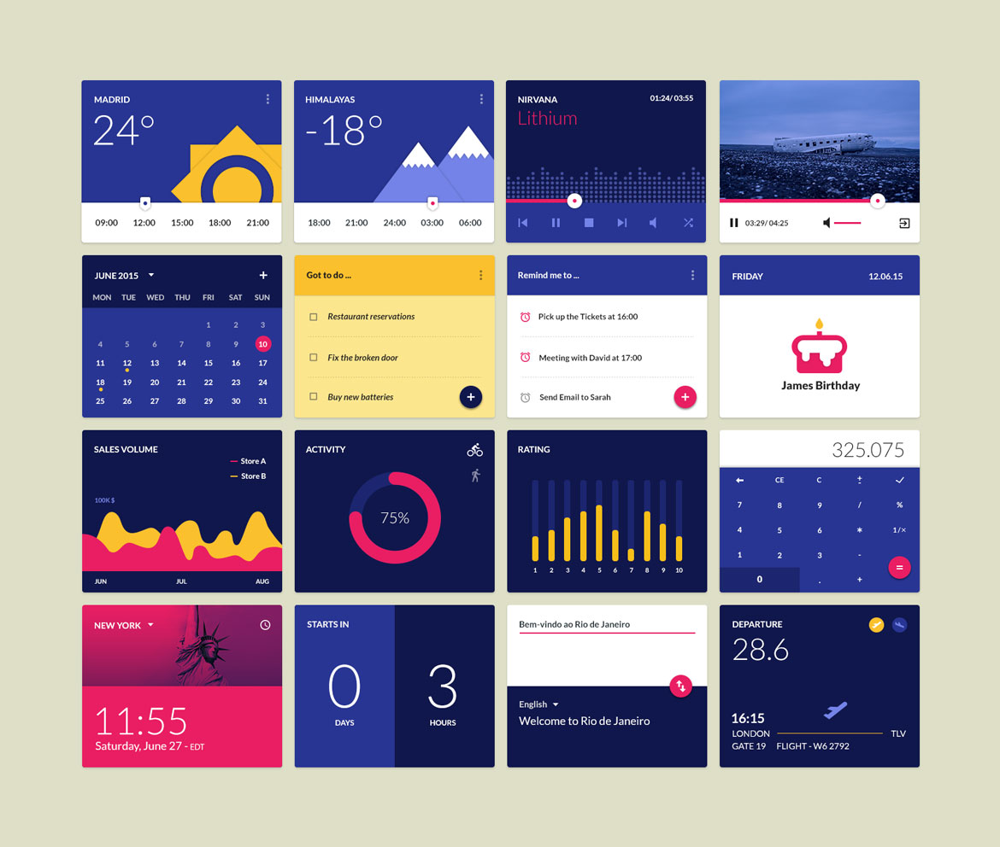 MADRID
24°
09:00 12:00 15:00 18:00 21:00
HIMALAYAS
-18°
18:00 21:00 24:00 03:00 06:00
NIRVANA 01:24/ 03:55
Lithium
03:29/ 04:25
JUNE 2015 +
MON TUE WED THU FRI SAT SUN
1 2 3
4 5 6 7 8 9 10
11 12 13 14 15 16 17
18 19 20 21 22 23 24
25 26 27 28 29 30 31
Got to do ...
Restaurant reservations
Fix the broken door
Buy new batteries
+
Remind me to ...
Pick up the Tickets at 16:00
Meeting with David at 17:00
Send Email to Sarah
+
FRIDAY 12.06.15
James Birthday
SALES VOLUME
Store A
Store B
100K $
JUN JUL AUG
ACTIVITY
75%
RATING
1 2 3 4 5 6 7 8 9 10
325.075
CE C ±
7 8 9 / %
4 5 6 * 1/×
1 2 3 -
=
0 . +
NEW YORK
11:55
Saturday, June 27 - EDT
STARTS IN
0 3
DAYS HOURS
Bem-vindo ao Rio de Janeiro
English
Welcome to Rio de Janeiro
DEPARTURE
28.6
16:15
LONDON TLV
GATE 19 FLIGHT - W6 2792